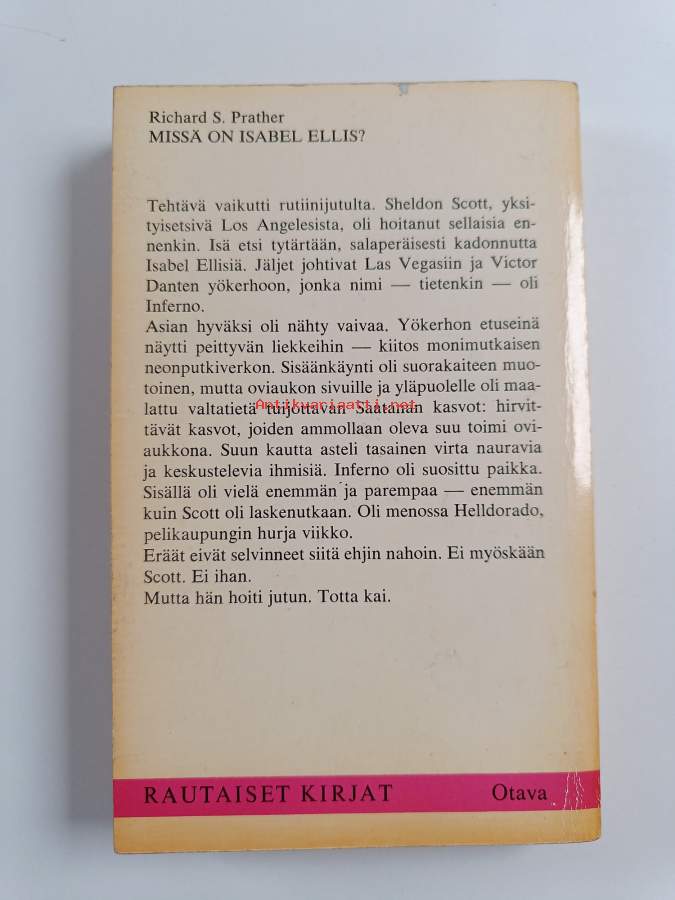 Richard S. Prather
MISSÄ ON ISABEL ELLIS?
Tehtävä vaikutti rutiinijutulta. Sheldon Scott, yksi-
tyisetsivä Los Angelesista, oli hoitanut sellaisia en-
nenkin. Isä etsi tytärtään, salaperäisesti kadonnutta
Isabel Ellisiä. Jäljet johtivat Las Vegasiin ja Victor
Danten yökerhoon, jonka nimi — tietenkin — oli
Inferno.
Asian hyväksi oli nähty vaivaa. Yökerhon etuseinä
näytti peittyvän liekkeihin — kiitos monimutkaisen
neonputkiverkon. Sisäänkäynti oli suorakaiteen muo-
toinen, mutta oviaukon sivuille ja yläpuolelle oli maa-
lattu valtatietä tuijottavan Saatanan kasvot: hirvit-
Antikvariaatti.net
tävät kasvot, joiden ammollaan oleva suu toimi ovi-
aukkona. Suun kautta asteli tasainen virta nauravia
ja keskustelevia ihmisiä. Inferno oli suosittu paikka.
Sisällä oli vielä enemmän ja parempaa — enemmän
kuin Scott oli laskenutkaan. Oli menossa Helldorado,
pelikaupungin hurja viikko.
Eräät eivät selvinneet siitä ehjin nahoin. Ei myöskään
Scott. Ei ihan.
Mutta hän hoiti jutun. Totta kai.
RAUTAISET KIRJAT Otava